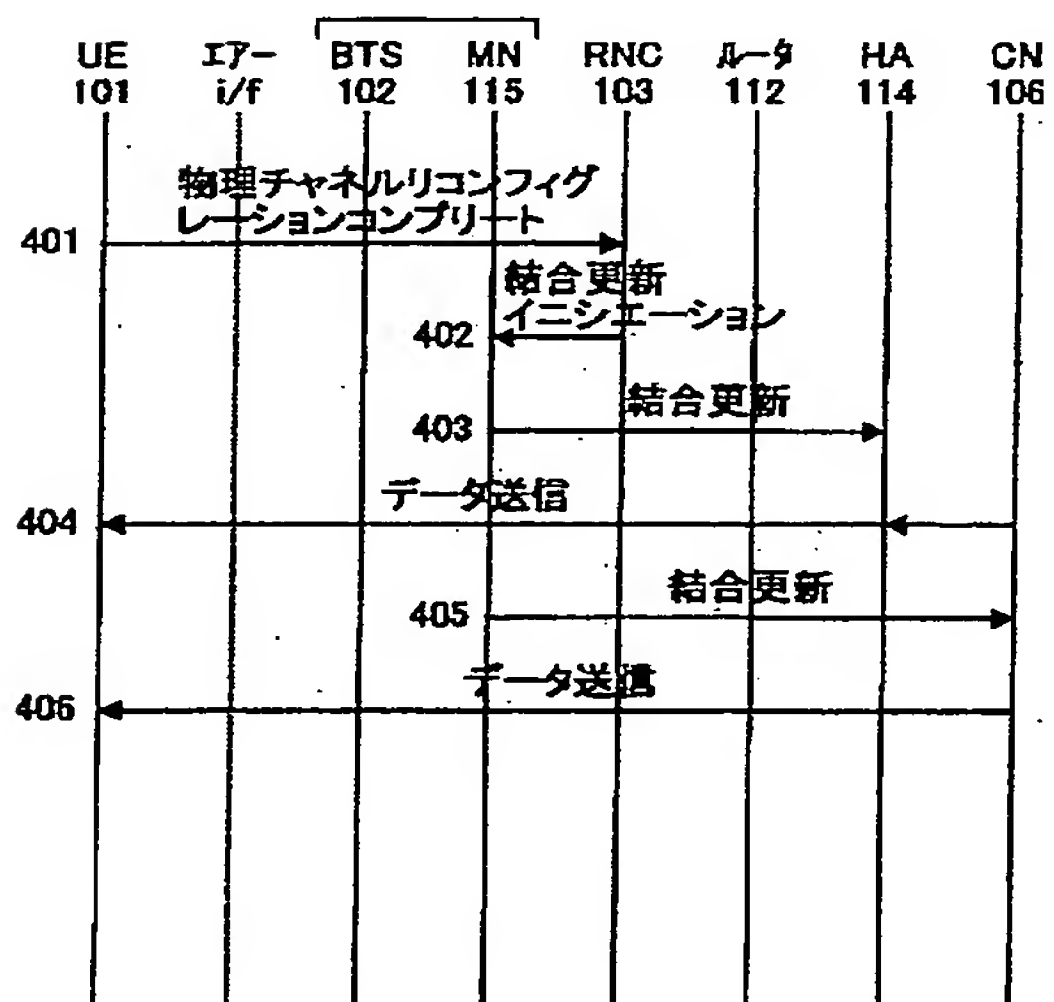 UE エアー BTS MN RNC ルータ HA CN
101 i/f 102 115 103 112 114 106
物理チャネルリコンフィグ
レーションコンプリート
401
結合更新
イニシエーション
402
結合更新
403
データ送信
404
結合更新
405
データ送信
406